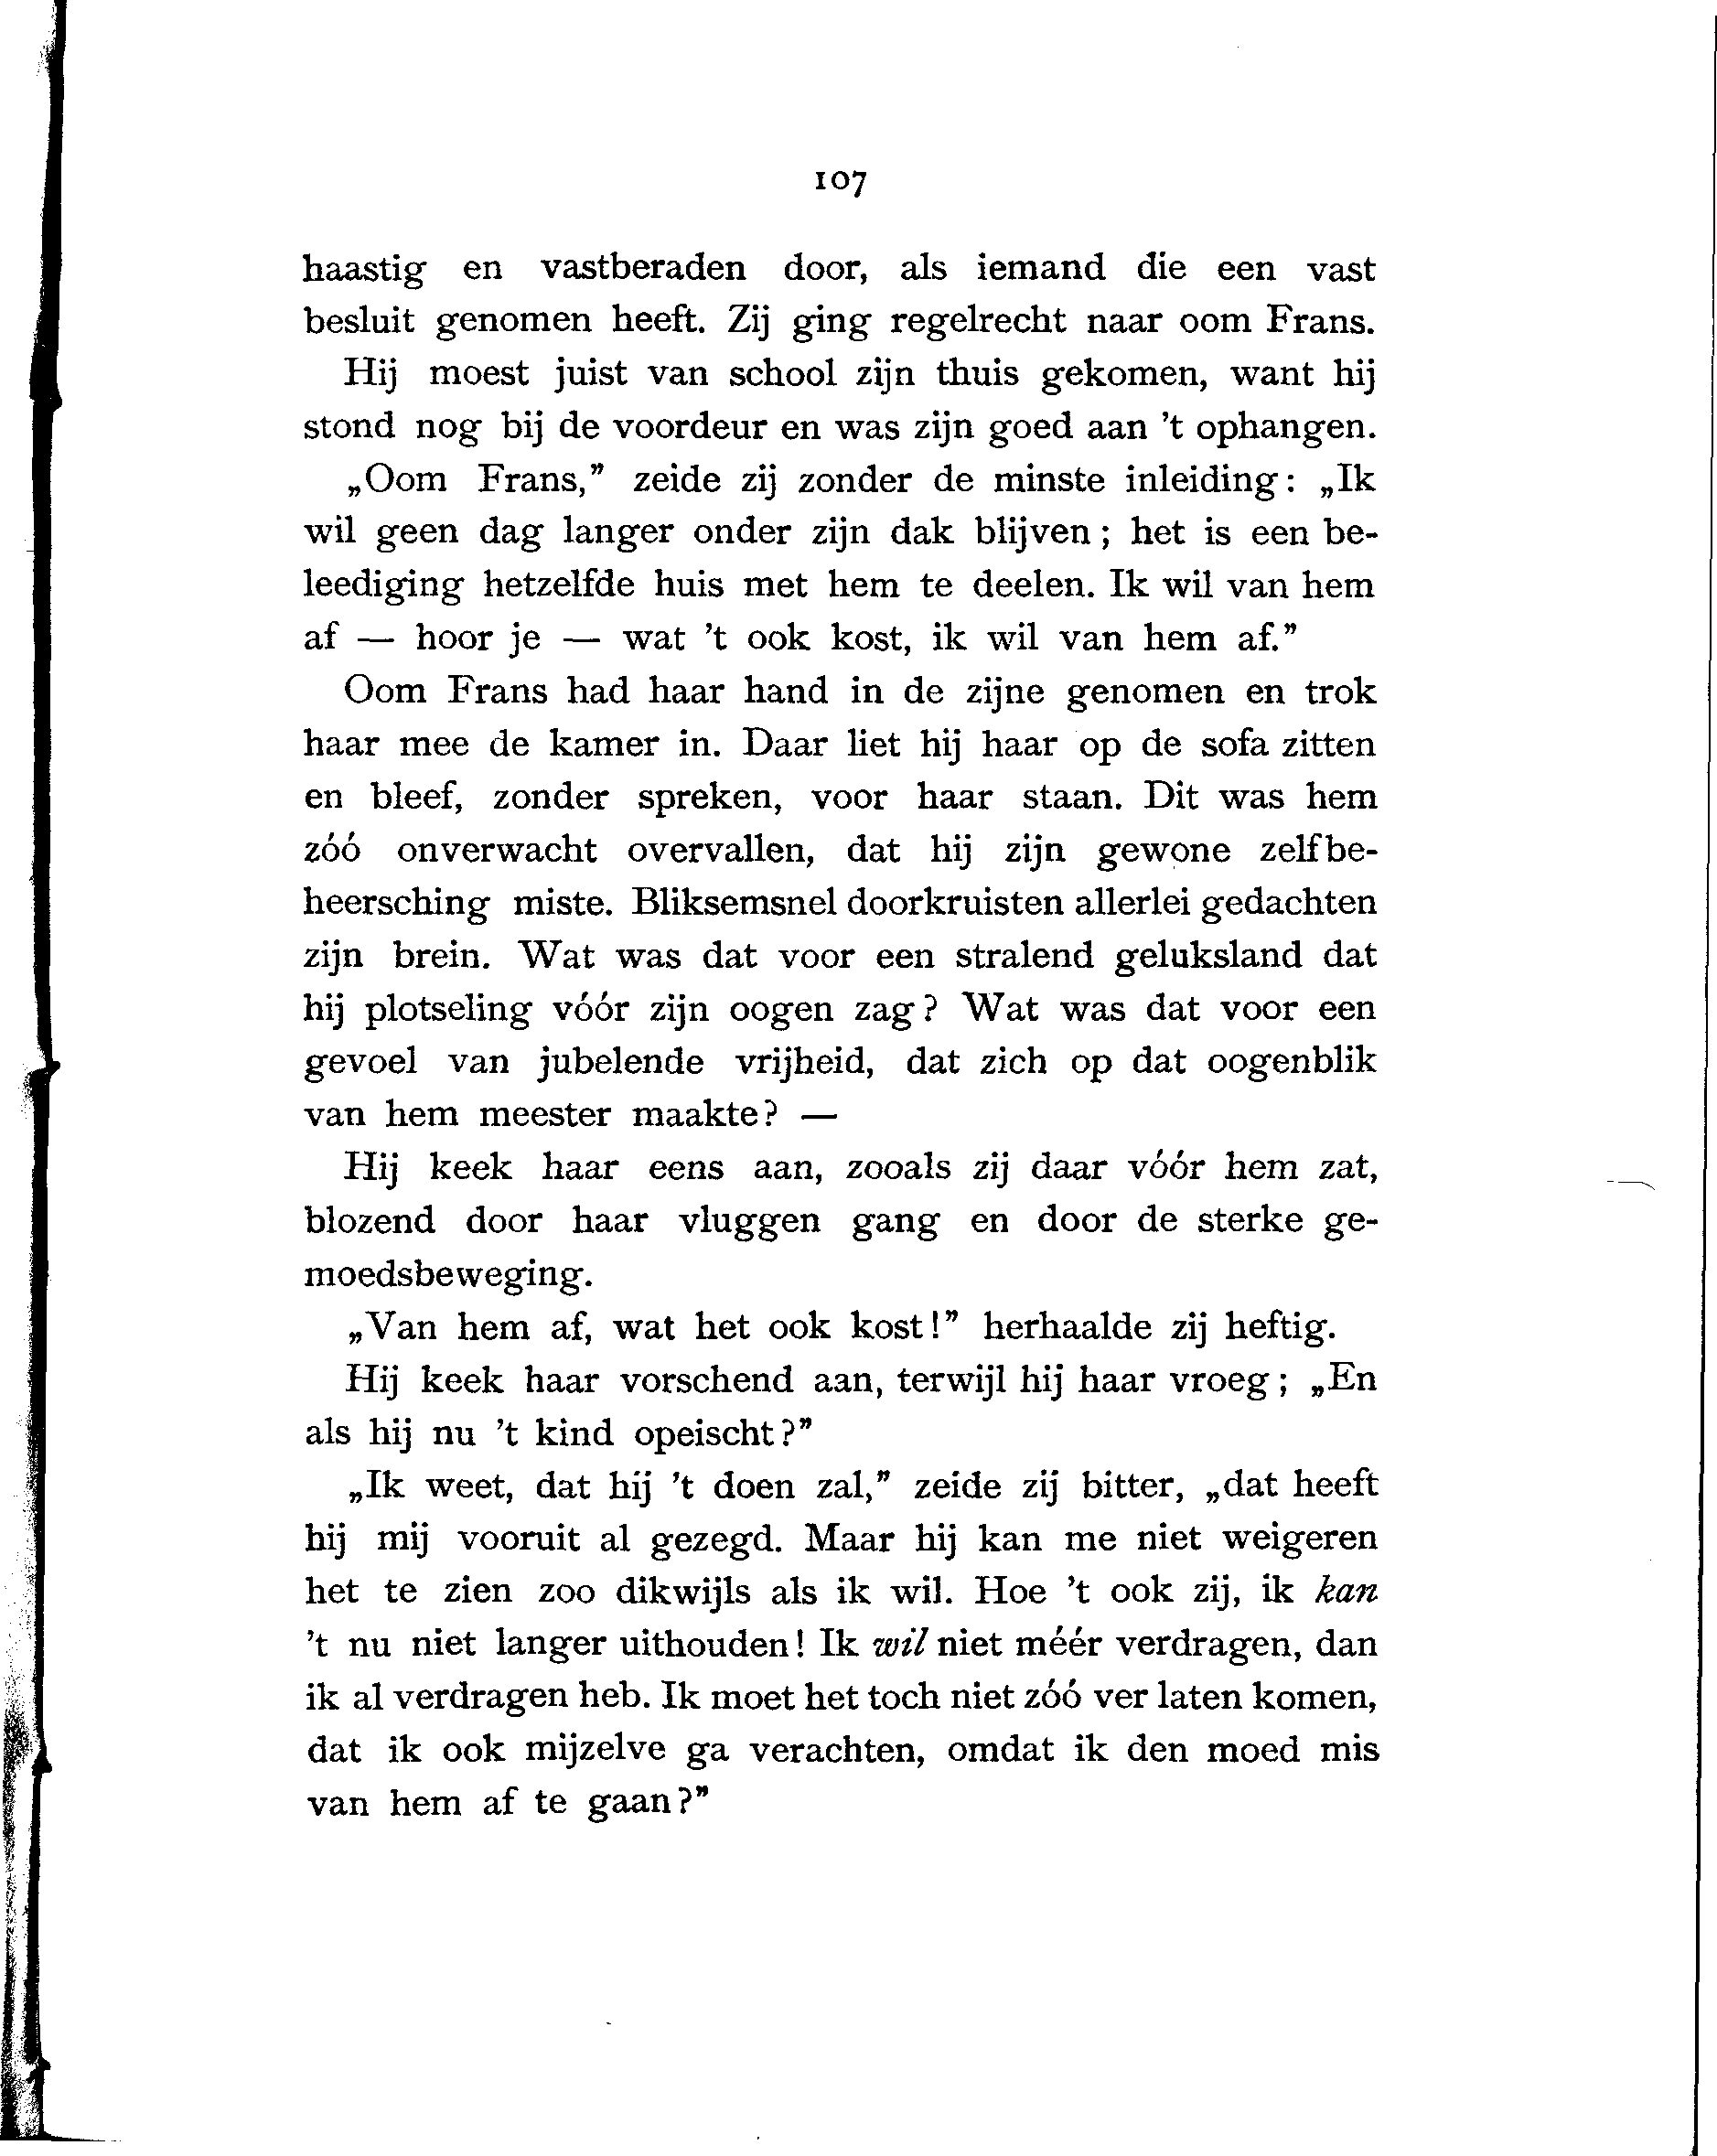 107
haastig en vastberaden door, als iemand die een vast
besluit genomen heeft. Zij ging regelrecht naar oom Frans.
Hij moest juist van school zijn thuis gekomen, want hij
stond nog bij de voordeur en was zijn goed aan 't ophangen.
„Oom Frans,” zeide zij zonder de minste inleiding: „Ik
wil geen dag langer onder zijn dak blijven; het is een be-
leediging hetzelfde huis met hem te deelen. Ik wil van hem
af — hoor je — wat 't ook kost, ik wil van hem af.”
Oom Frans had haar hand in de zijne genomen en trok
haar mee de kamer in. Daar liet hij haar op de sofa zitten
en bleef, zonder spreken, voor haar staan. Dit was hem
zóó onverwacht overvallen, dat hij zijn gewone zelfbe-
heersching miste. Bliksemsnel doorkruisten allerlei gedachten
zijn brein. Wat was dat voor een stralend geluksland dat
hij plotseling vóór zijn oogen zag? Wat was dat voor een
gevoel van jubelende vrijheid, dat zich op dat oogenblik
van hem meester maakte? —
Hij keek haar eens aan, zooals zij daar vóór hem zat,
blozend door haar vluggen gang en door de sterke ge-
moedsbeweging.
„Van hem af, wat het ook kost!” herhaalde zij heftig.
Hij keek haar vorschend aan, terwijl hij haar vroeg; „En
als hij nu 't kind opeischt?”
„Ik weet, dat hij 't doen zal,” zeide zij bitter, „dat heeft
hij mij vooruit al gezegd. Maar hij kan me niet weigeren
het te zien zoo dikwijls als ik wil. Hoe 't ook zij, ik kan
't nu niet langer uithouden! Ik wil niet méér verdragen, dan
ik al verdragen heb. Ik moet het toch niet zóó ver laten komen,
dat ik ook mijzelve ga verachten, omdat ik den moed mis
van hem af te gaan?”